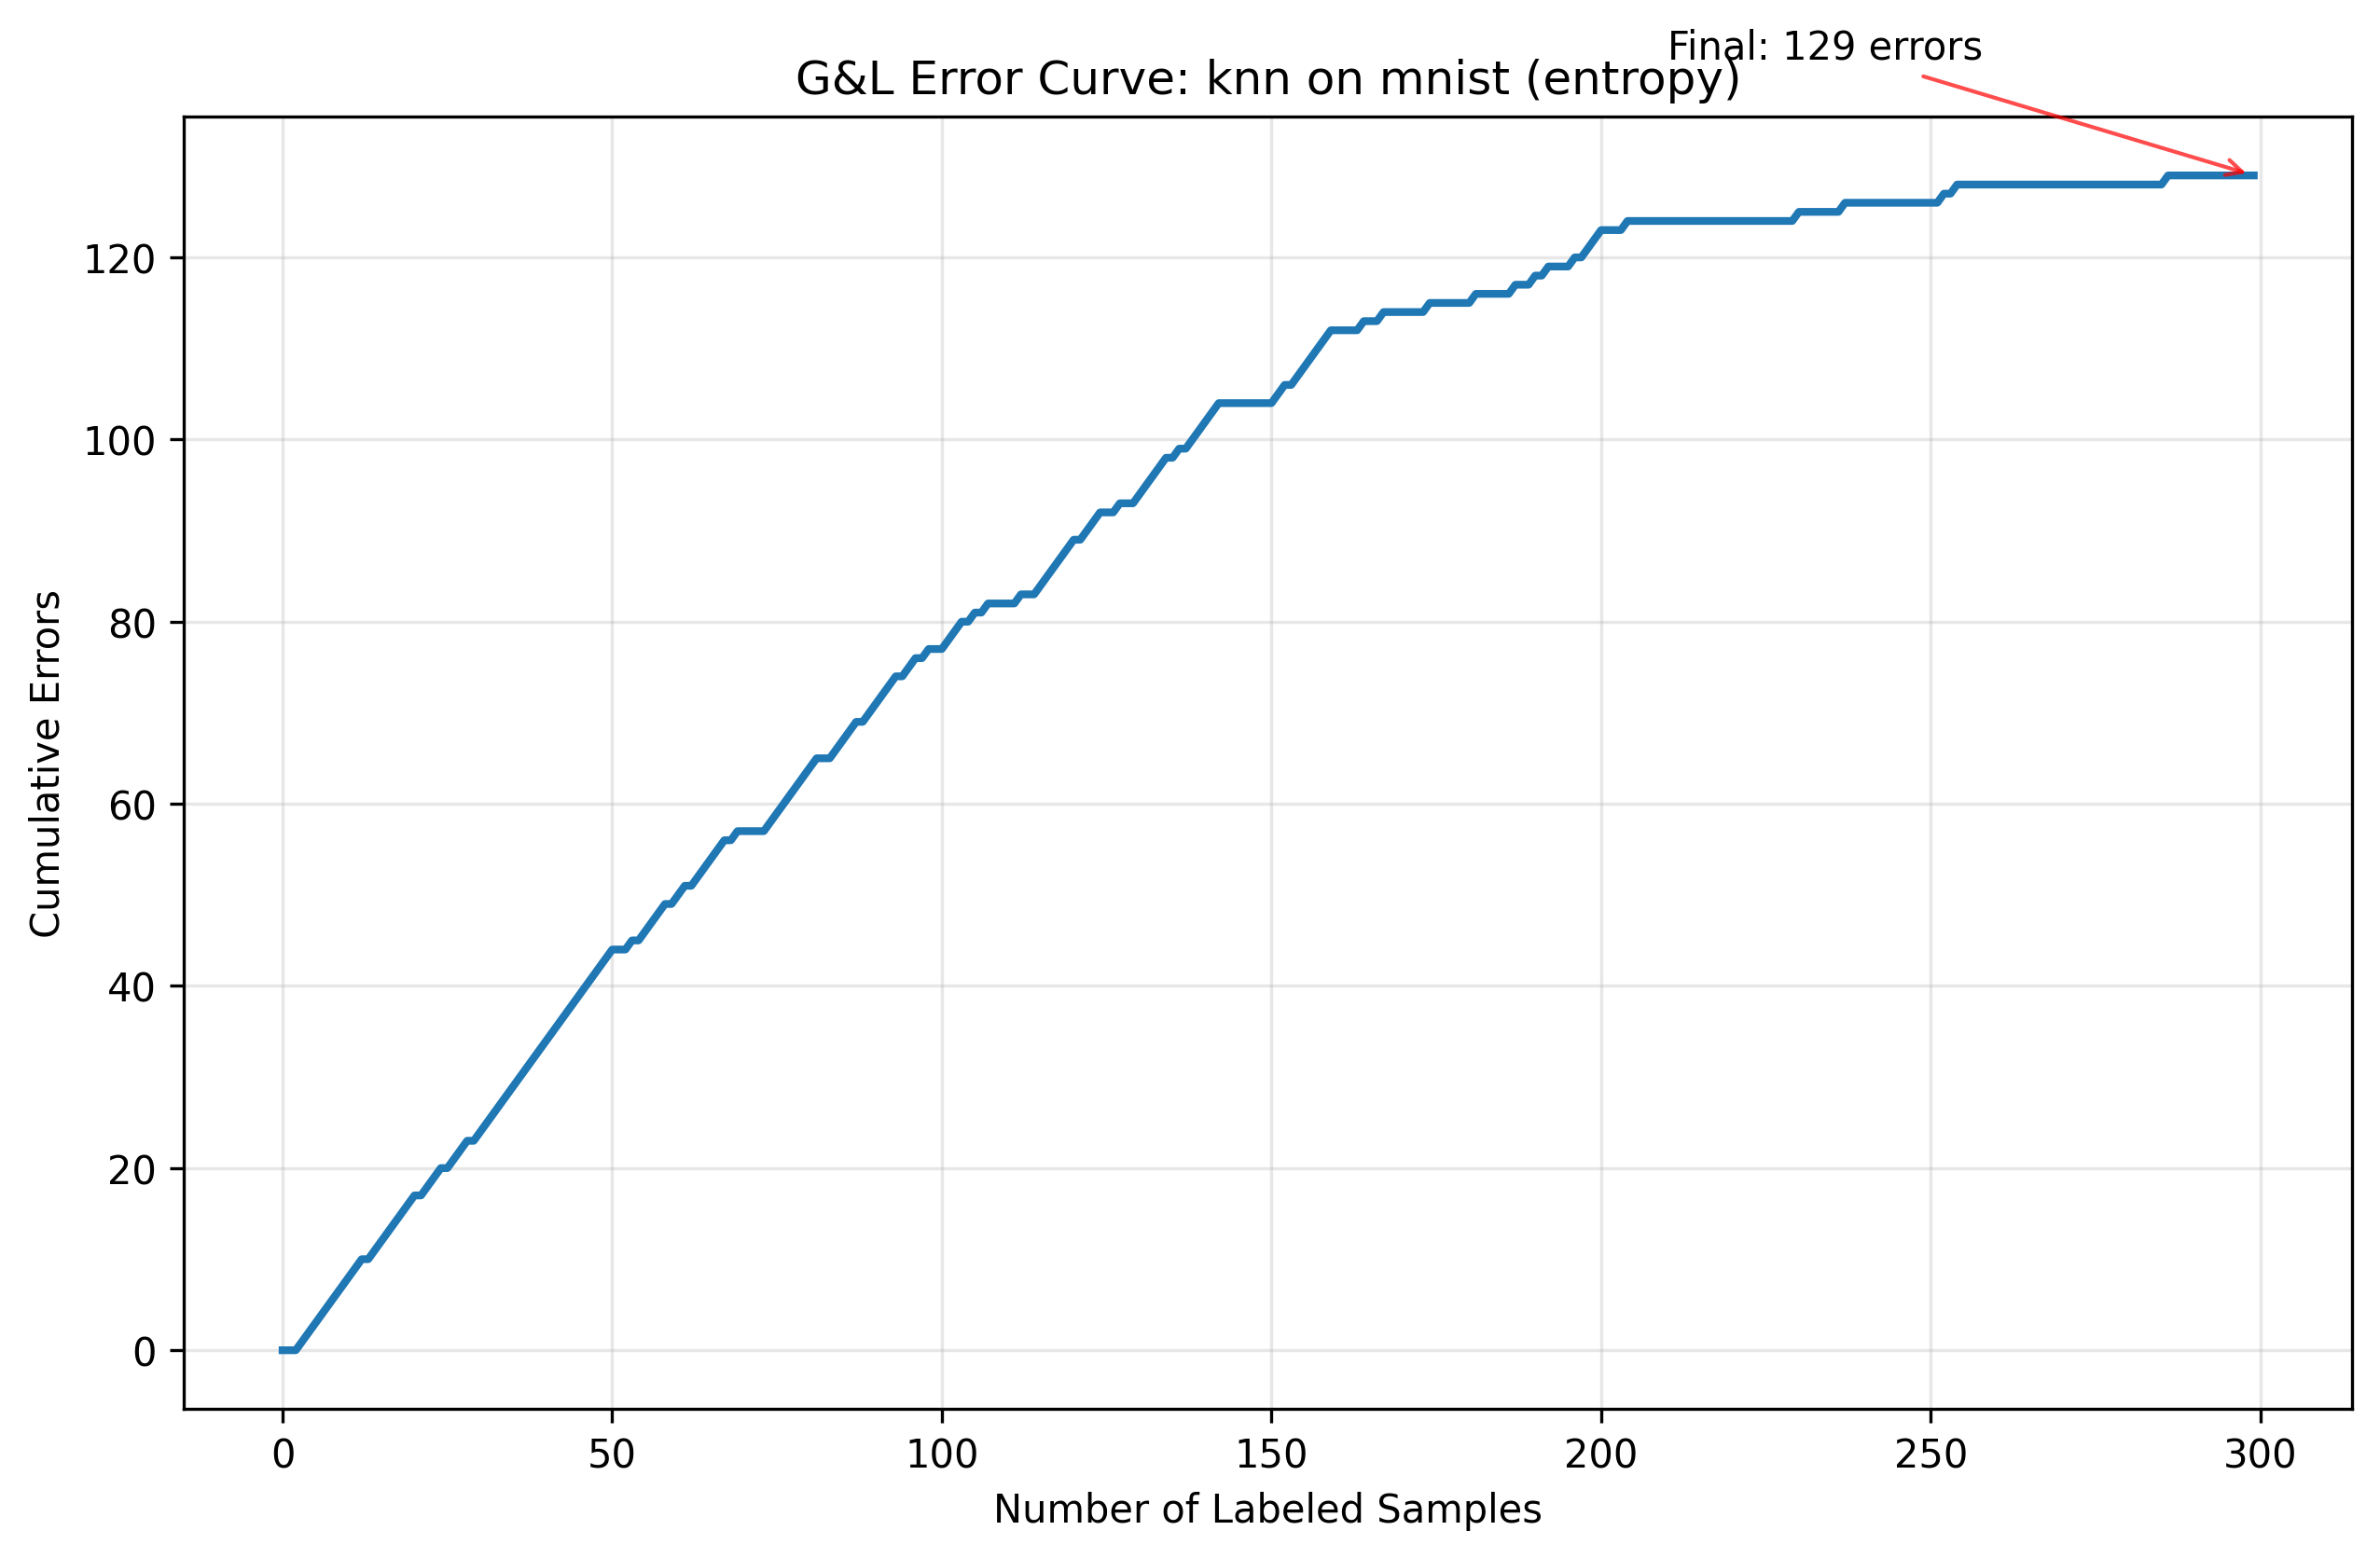 Final: 129 errors
G&L Error Curve: knn on mnist (entropy)
Cumulative Errors
120
100
80
60
40
20
0
0 50 100 150 200 250 300
Number of Labeled Samples